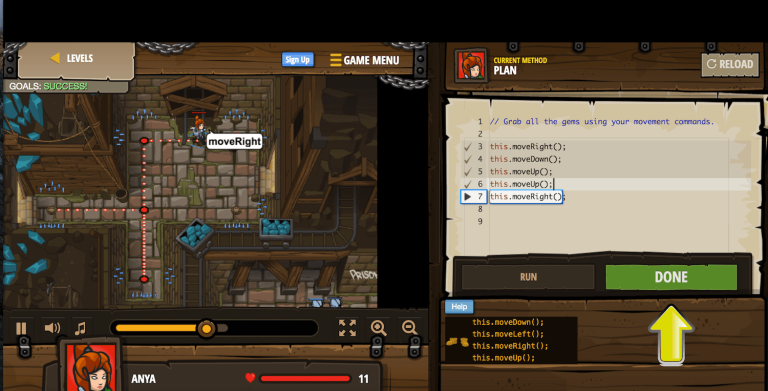 LEVELS
Sign Up
GAME MENU
GOALS: SUCCESS!
moveRight
PRISON
ANYA
11
CURRENT METHOD
PLAN
RELOAD
1 // Grab all the gems using your movement commands.
2
3 this.moveRight();
4 this.moveDown();
5 this.moveUp();
6 this.moveUp();
7 this.moveRight();
8
9
RUN
DONE
Help
this.moveDown();
this.moveLeft();
this.moveRight();
this.moveUp();